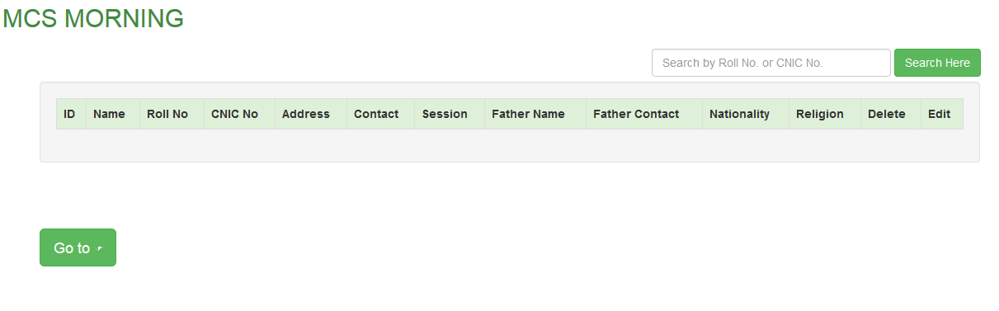 MCS MORNING
Search by Roll No. or CNIC No. Search Here
ID Name Roll No CNIC No Address Contact Session Father Name Father Contact Nationality Religion Delete Edit
Go to